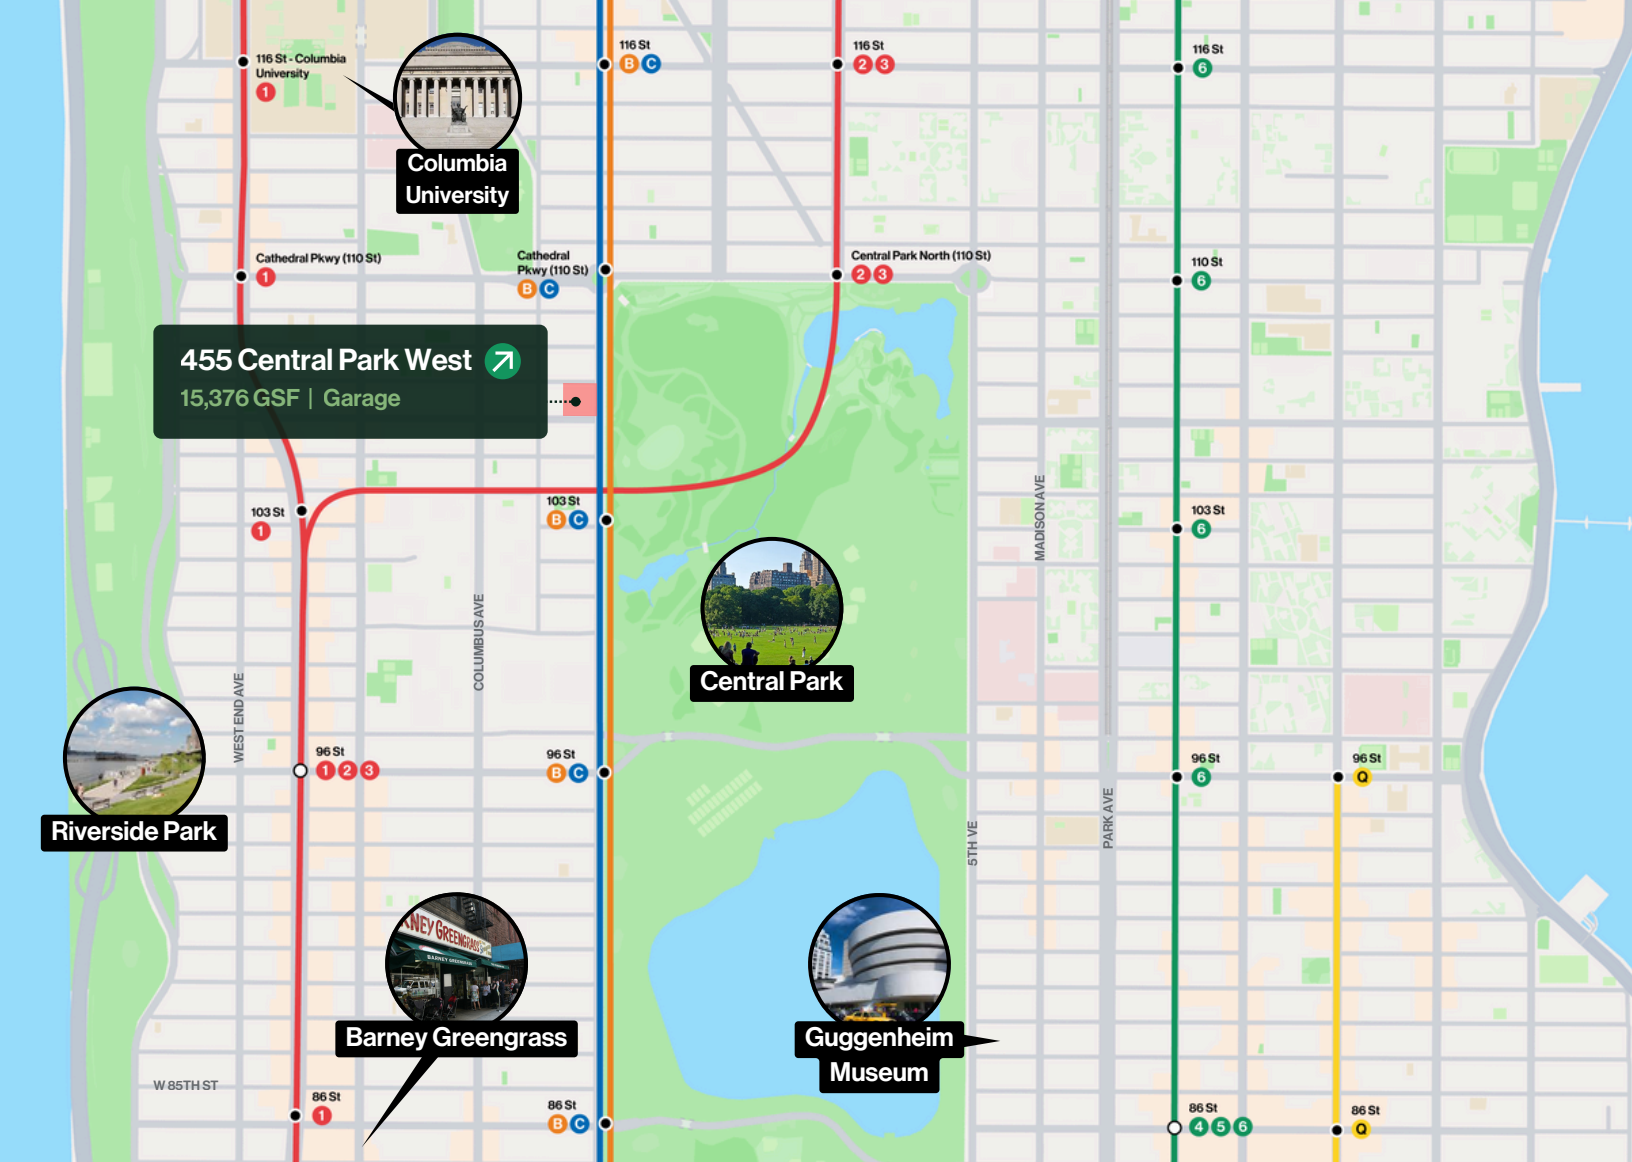 116 St - Columbia
University
1
Columbia
University
116 St
B C
116 St
2 3
116 St
6
Cathedral Pkwy (110 St)
1
Cathedral
Pkwy (110 St)
B C
Central Park North (110 St)
2 3
110 St
6
455 Central Park West
15,376 GSF | Garage
103 St
1
103 St
B C
MADISON AVE
103 St
6
COLUMBUS AVE
Central Park
WEST END AVE
Riverside Park
96 St
1 2 3
96 St
B C
96 St
6
96 St
Q
PARK AVE
5TH VE
RNEY GREENGRASS
BARNEY GREENGRASS
Barney Greengrass
Guggenheim
Museum
W 85TH ST
86 St
1
86 St
B C
86 St
4 5 6
86 St
Q